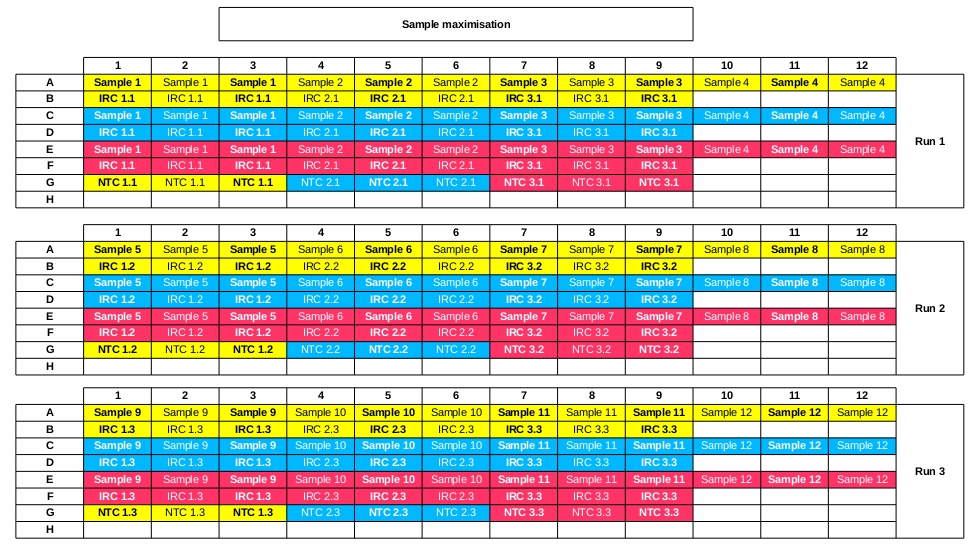 Sample maximisation
1 2 3 4 5 6 7 8 9 10 11 12
A Sample 1 Sample 1 Sample 1 Sample 2 Sample 2 Sample 2 Sample 3 Sample 3 Sample 3 Sample 4 Sample 4 Sample 4
B IRC 1.1 IRC 1.1 IRC 1.1 IRC 2.1 IRC 2.1 IRC 2.1 IRC 3.1 IRC 3.1 IRC 3.1
C Sample 1 Sample 1 Sample 1 Sample 2 Sample 2 Sample 2 Sample 3 Sample 3 Sample 3 Sample 4 Sample 4 Sample 4
D IRC 1.1 IRC 1.1 IRC 1.1 IRC 2.1 IRC 2.1 IRC 2.1 IRC 3.1 IRC 3.1 IRC 3.1
Run 1
E Sample 1 Sample 1 Sample 1 Sample 2 Sample 2 Sample 2 Sample 3 Sample 3 Sample 3 Sample 4 Sample 4 Sample 4
F IRC 1.1 IRC 1.1 IRC 1.1 IRC 2.1 IRC 2.1 IRC 2.1 IRC 3.1 IRC 3.1 IRC 3.1
G NTC 1.1 NTC 1.1 NTC 1.1 NTC 2.1 NTC 2.1 NTC 2.1 NTC 3.1 NTC 3.1 NTC 3.1
H
1 2 3 4 5 6 7 8 9 10 11 12
A Sample 5 Sample 5 Sample 5 Sample 6 Sample 6 Sample 6 Sample 7 Sample 7 Sample 7 Sample 8 Sample 8 Sample 8
B IRC 1.2 IRC 1.2 IRC 1.2 IRC 2.2 IRC 2.2 IRC 2.2 IRC 3.2 IRC 3.2 IRC 3.2
C Sample 5 Sample 5 Sample 5 Sample 6 Sample 6 Sample 6 Sample 7 Sample 7 Sample 7 Sample 8 Sample 8 Sample 8
D IRC 1.2 IRC 1.2 IRC 1.2 IRC 2.2 IRC 2.2 IRC 2.2 IRC 3.2 IRC 3.2 IRC 3.2
Run 2
E Sample 5 Sample 5 Sample 5 Sample 6 Sample 6 Sample 6 Sample 7 Sample 7 Sample 7 Sample 8 Sample 8 Sample 8
F IRC 1.2 IRC 1.2 IRC 1.2 IRC 2.2 IRC 2.2 IRC 2.2 IRC 3.2 IRC 3.2 IRC 3.2
G NTC 1.2 NTC 1.2 NTC 1.2 NTC 2.2 NTC 2.2 NTC 2.2 NTC 3.2 NTC 3.2 NTC 3.2
H
1 2 3 4 5 6 7 8 9 10 11 12
A Sample 9 Sample 9 Sample 9 Sample 10 Sample 10 Sample 10 Sample 11 Sample 11 Sample 11 Sample 12 Sample 12 Sample 12
B IRC 1.3 IRC 1.3 IRC 1.3 IRC 2.3 IRC 2.3 IRC 2.3 IRC 3.3 IRC 3.3 IRC 3.3
C Sample 9 Sample 9 Sample 9 Sample 10 Sample 10 Sample 10 Sample 11 Sample 11 Sample 11 Sample 12 Sample 12 Sample 12
D IRC 1.3 IRC 1.3 IRC 1.3 IRC 2.3 IRC 2.3 IRC 2.3 IRC 3.3 IRC 3.3 IRC 3.3
Run 3
E Sample 9 Sample 9 Sample 9 Sample 10 Sample 10 Sample 10 Sample 11 Sample 11 Sample 11 Sample 12 Sample 12 Sample 12
F IRC 1.3 IRC 1.3 IRC 1.3 IRC 2.3 IRC 2.3 IRC 2.3 IRC 3.3 IRC 3.3 IRC 3.3
G NTC 1.3 NTC 1.3 NTC 1.3 NTC 2.3 NTC 2.3 NTC 2.3 NTC 3.3 NTC 3.3 NTC 3.3
H